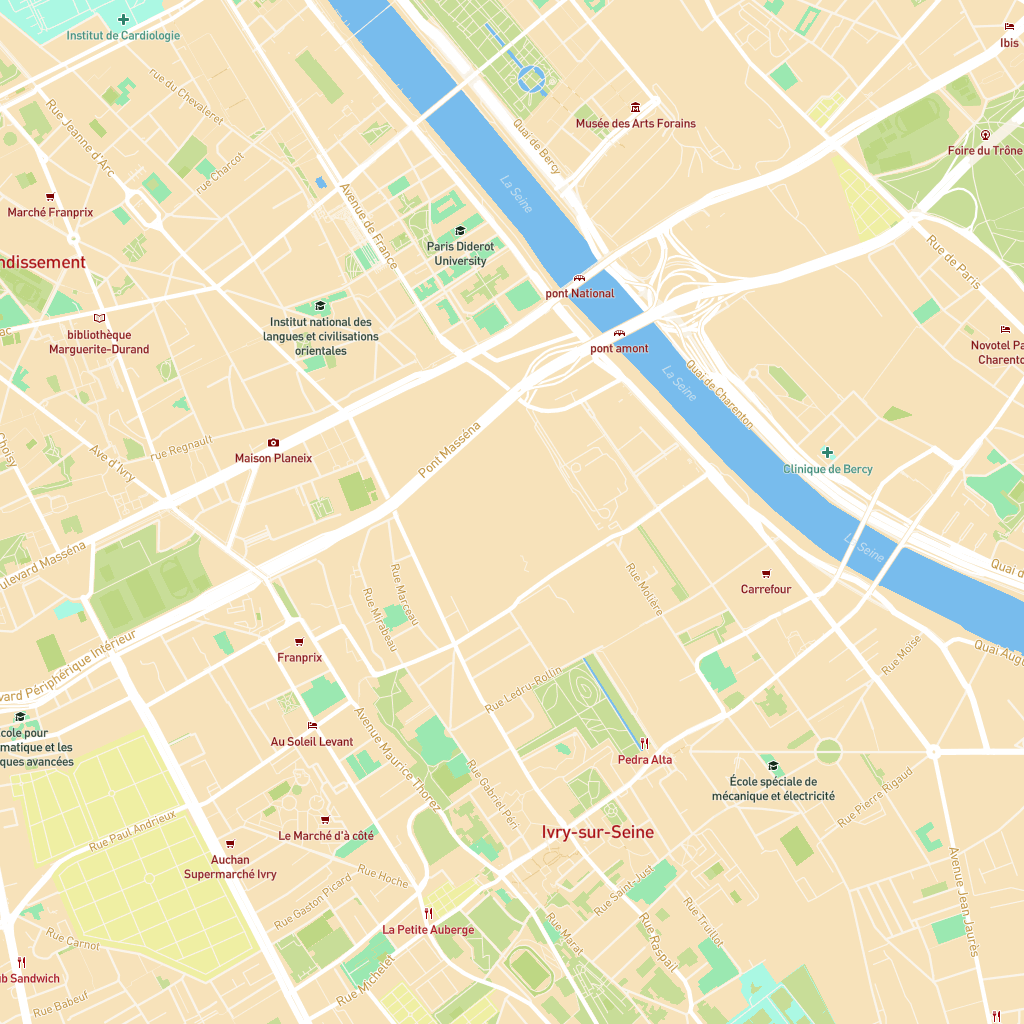 Institut de Cardiologie
Ibis
rue du Chevaleret
Rue Jeanne d'Arc
Musée des Arts Forains
Quai de Bercy
Foire du Trône
rue Charcot
La Seine
Marché Franprix
Avenue de France
Paris Diderot
University
Rue de Paris
ndissement
pont National
Institut national des
langues et civilisations
orientales
bibliothèque
Marguerite-Durand
pont amont
Novotel Pa
Charento
La Seine
Quai de Charenton
Choisy
Ave d'Ivry
rue Regnault
Pont Masséna
Maison Planeix
Clinique de Bercy
La Seine
ulevard Masséna
Quai d
Rue Marceau
Rue Mirabeau
Rue Molière
Carrefour
vard Périphérique Intérieur
Franprix
Rue Moïse
Quai Augu
Rue Ledru-Rollin
École pour
matique et les
ques avancées
Au Soleil Levant
Avenue Maurice Thorez
Pedra Alta
Rue Gabriel Péri
École spéciale de
mécanique et électricité
Rue Pierre Rigaud
Rue Paul Andrieux
Le Marché d'à côté
Ivry-sur-Seine
Auchan
Supermarché Ivry
Rue Hoche
Rue Gaston Picard
Rue Saint-Just
Avenue Jean Jaurès
La Petite Auberge
Rue Marat
Rue Raspail
Rue Truillot
Rue Carnot
Rue Michelet
ub Sandwich
Rue Babeuf